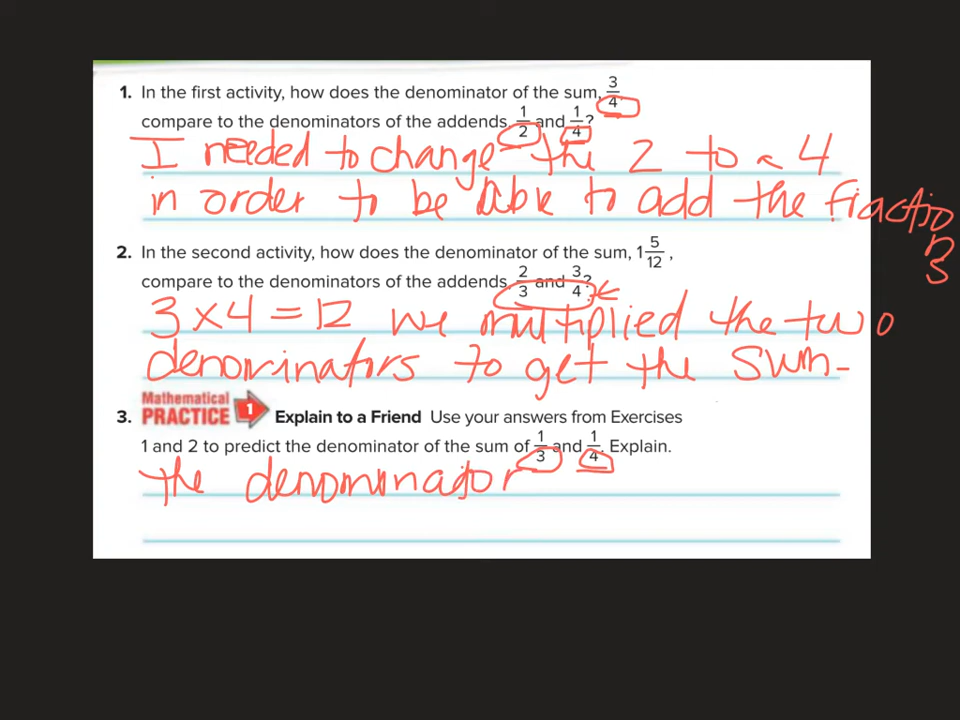 1. In the first activity, how does the denominator of the sum, 3/4
compare to the denominators of the addends, 1/2 and 1/4?
I needed to change the 2 to a 4
in order to be able to add the fractions
2. In the second activity, how does the denominator of the sum, 1 5/12,
compare to the denominators of the addends, 2/3 and 3/4?
3 x 4 = 12 we multiplied the two
denominators to get the sum.
Mathematical
3. PRACTICE 1 Explain to a Friend Use your answers from Exercises
1 and 2 to predict the denominator of the sum of 1/3 and 1/4. Explain.
the denominator